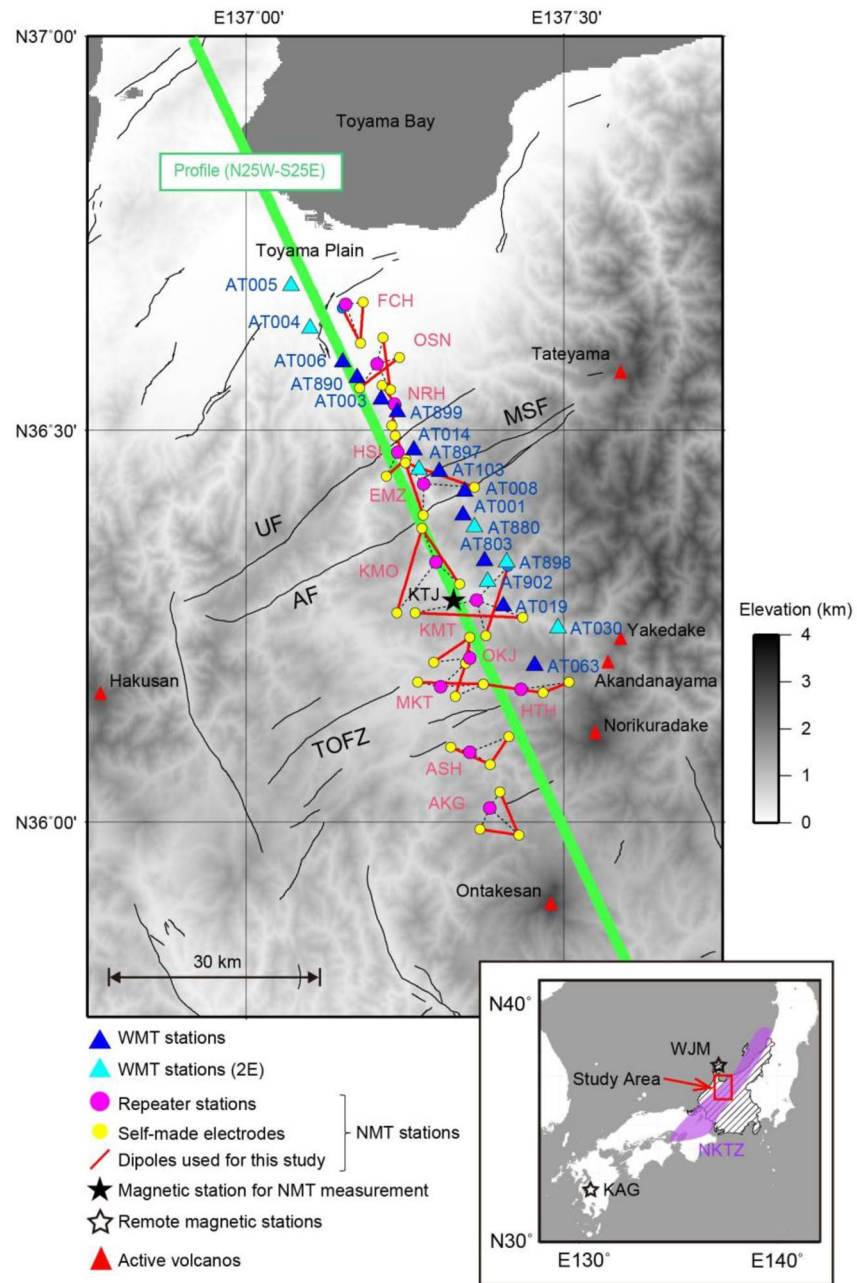 E137°00'
E137°30'
N37°00'
Toyama Bay
Profile (N25W-S25E)
Toyama Plain
AT005
FCH
AT004
OSN
AT006
Tateyama
AT890
AT003
NRH
AT899
MSF
N36°30'
AT014
HSI
AT897
AT103
EMZ
AT008
AT001
UF
AT880
AT803
AT898
KMO
AT902
AF
KTJ
AT019
Elevation (km)
KMT
AT030
Yakedake
4
OKJ
AT063
Hakusan
Akandanayama
3
MKT
HTH
Norikuradake
2
TOFZ
ASH
1
AKG
N36°00'
0
Ontakesan
30 km
WMT stations
WMT stations (2E)
Repeater stations
Self-made electrodes
NMT stations
Dipoles used for this study
Magnetic station for NMT measurement
Remote magnetic stations
Active volcanos
N40°
WJM
Study Area
NKTZ
KAG
N30°
E130°
E140°